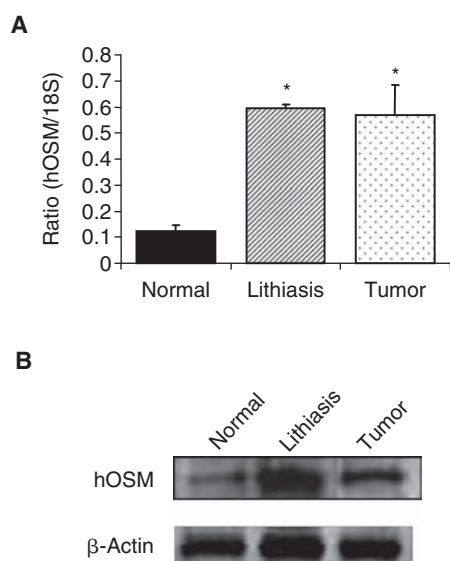 A
Ratio (hOSM/18S)
0.8
0.7
0.6
0.5
0.4
0.3
0.2
0.1
0
*
*
Normal Lithiasis Tumor
B
Normal Lithiasis Tumor
hOSM
β-Actin